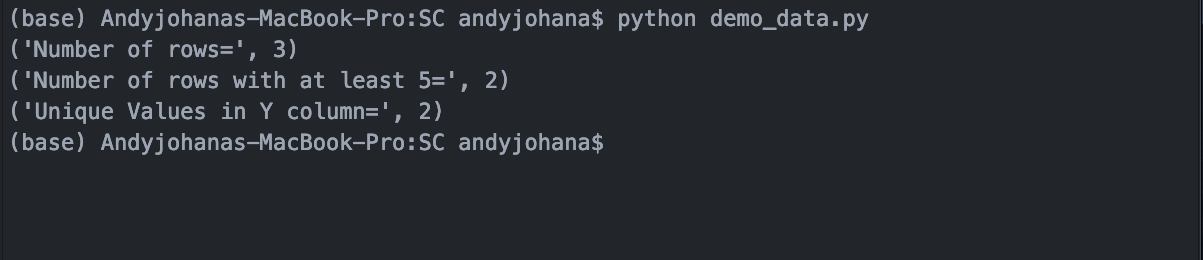 (base) Andyjohanas-MacBook-Pro:SC andyjohana$ python demo_data.py
('Number of rows=', 3)
('Number of rows with at least 5=', 2)
('Unique Values in Y column=', 2)
(base) Andyjohanas-MacBook-Pro:SC andyjohana$